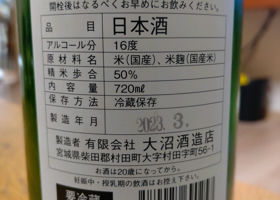 開栓後はなるべくお早めにお飲みください。
品目 日本酒
アルコール分 16度
原材料名 米(国産米)、米麹(国産米)
精米歩合 50%
内容量 720ml
保存方法 冷蔵保存
製造年月 2023.3.
製造者 有限会社 大沼酒造店
宮城県柴田郡村田町大字村田字町56-1
お酒は20歳になってから。
妊娠中・授乳期の飲酒はお控え下さい。
要冷蔵